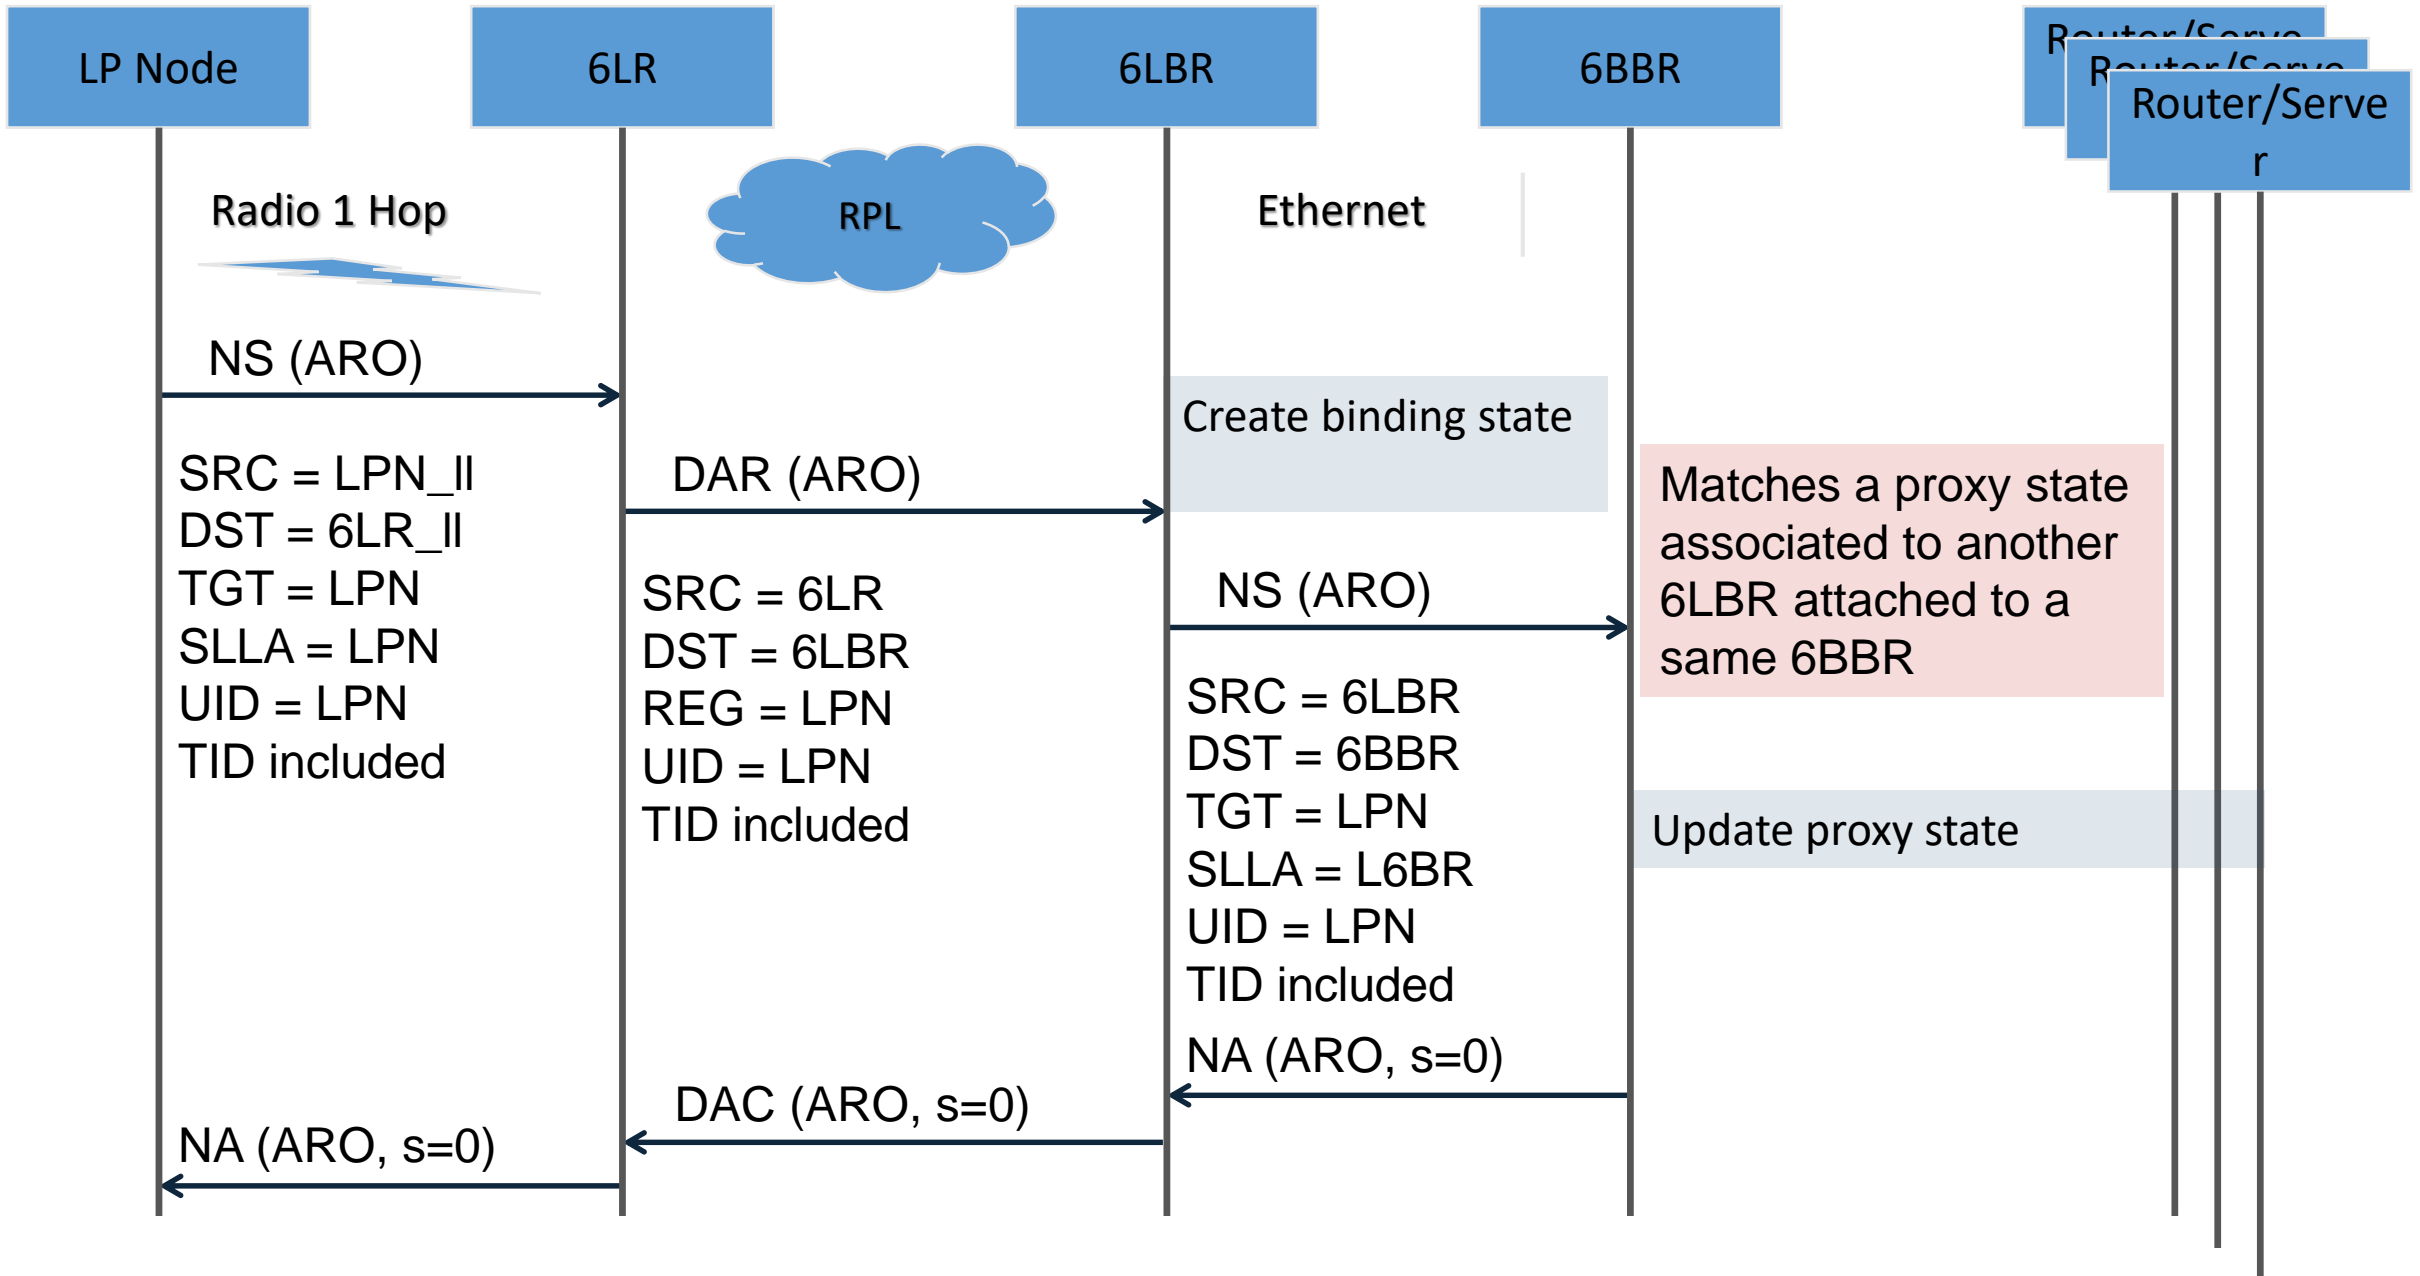 LP Node
6LR
6LBR
6BBR
Router/Serve
Router/Serve
Router/Serve
r
Radio 1 Hop
RPL
Ethernet
NS (ARO)
SRC = LPN_ll
DST = 6LR_ll
TGT = LPN
SLLA = LPN
UID = LPN
TID included
DAR (ARO)
SRC = 6LR
DST = 6LBR
REG = LPN
UID = LPN
TID included
Create binding state
NS (ARO)
SRC = 6LBR
DST = 6BBR
TGT = LPN
SLLA = L6BR
UID = LPN
TID included
Matches a proxy state
associated to another
6LBR attached to a
same 6BBR
Update proxy state
NA (ARO, s=0)
DAC (ARO, s=0)
NA (ARO, s=0)